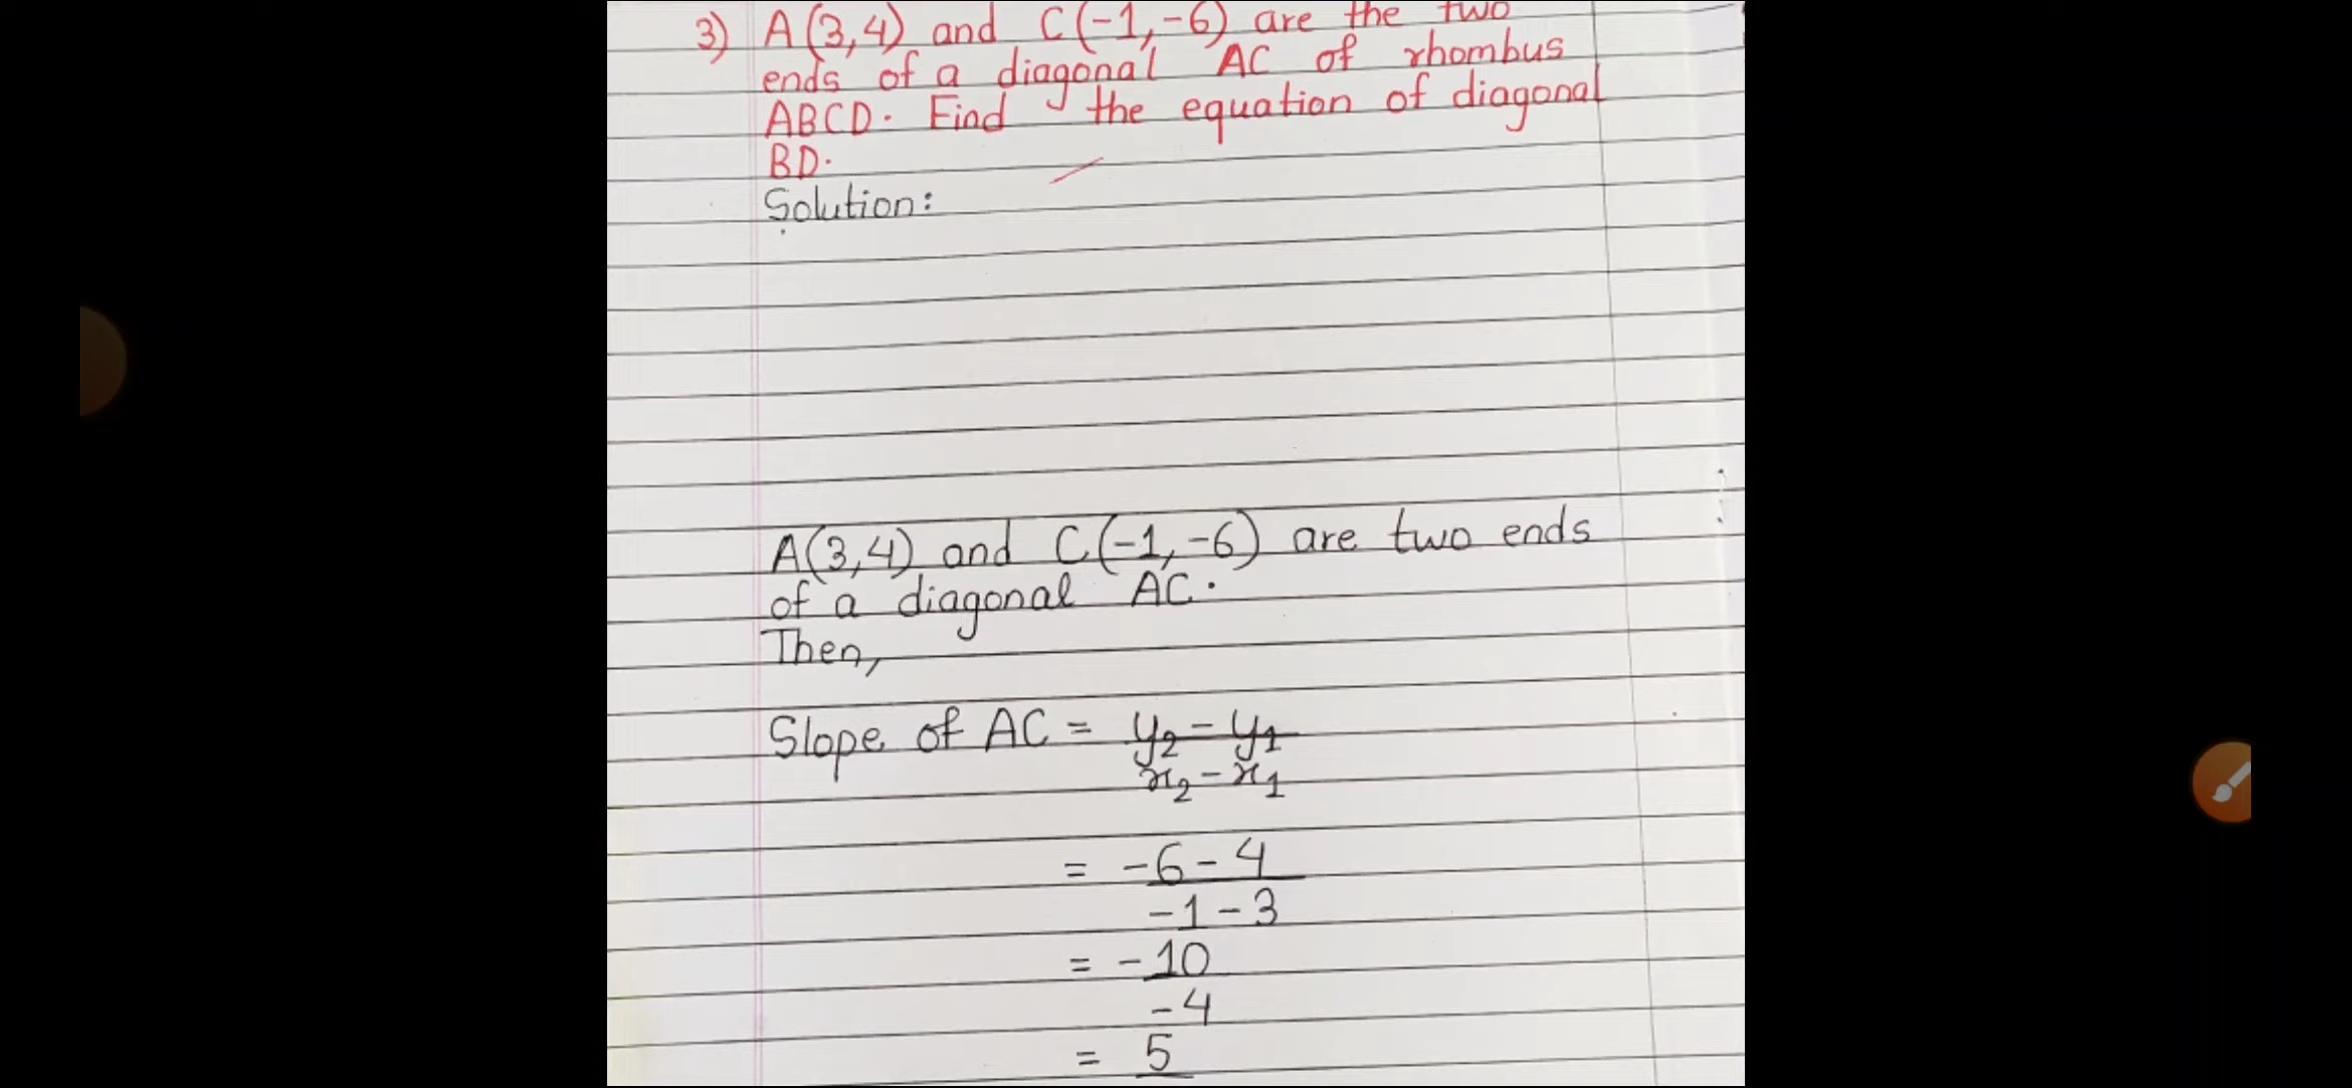 3) A(3,4) and C(-1,-6) are the two
ends of a diagonal AC of rhombus
ABCD. Find the equation of diagonal
BD.
Solution:
A(3,4) and C(-1,-6) are two ends
of a diagonal AC.
Then,
Slope of AC = y₂ - y₁
x₂ - x₁
= -6 - 4
-1 - 3
= -10
-4
= 5